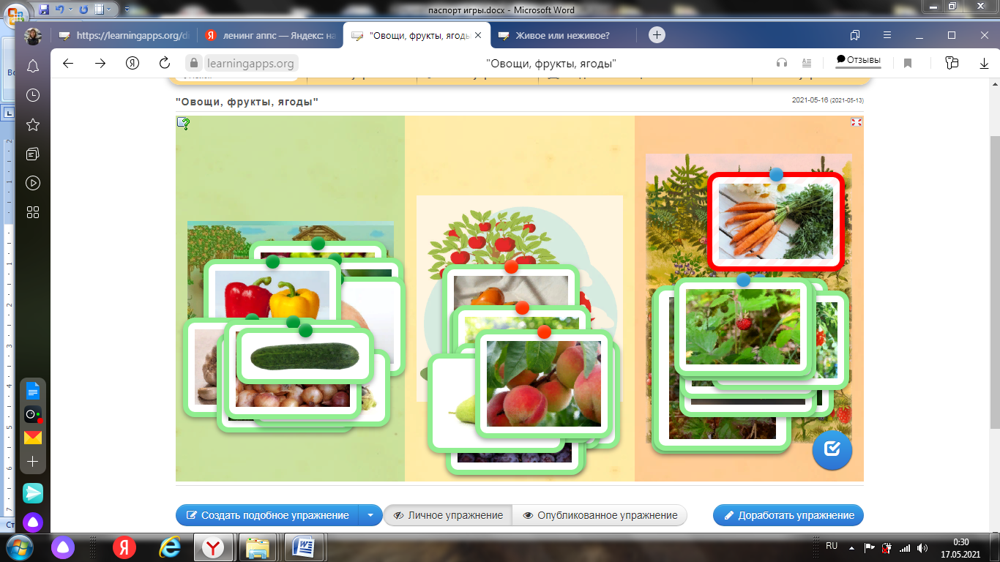 паспорт игры.docx - Microsoft Word
https://learningapps.org/di
ленинг аппс — Яндекс: на
"Овощи, фрукты, ягоды
Живое или неживое?
learningapps.org
"Овощи, фрукты, ягоды"
Отзывы
"Овощи, фрукты, ягоды"
2021-05-16 (2021-05-13)
Создать подобное упражнение
Личное упражнение
Опубликованное упражнение
Доработать упражнение
RU
0:30
17.05.2021